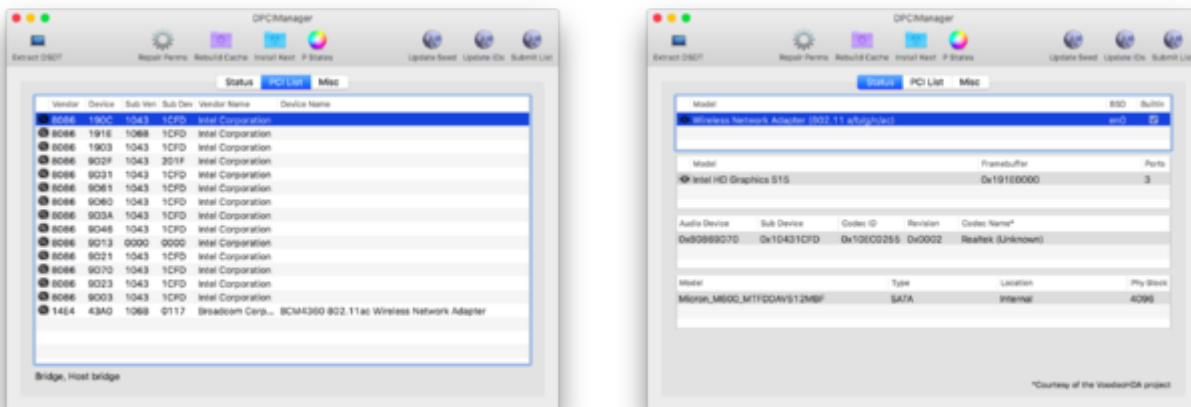 DPCIManager
Extract DSDT Repair Perms Rebuild Cache Install Kext P States Update Seed Update IDs Submit List
Status PCI List Misc
Vendor Device Sub Ven Sub Dev Vendor Name Device Name
8086 190C 1043 1CFD Intel Corporation
8086 191E 106B 1CFD Intel Corporation
8086 1903 1043 1CFD Intel Corporation
8086 9D2F 1043 201F Intel Corporation
8086 9D31 1043 1CFD Intel Corporation
8086 9D61 1043 1CFD Intel Corporation
8086 9D60 1043 1CFD Intel Corporation
8086 9D3A 1043 1CFD Intel Corporation
8086 9D46 1043 1CFD Intel Corporation
8086 9D13 0000 0000 Intel Corporation
8086 9D21 1043 1CFD Intel Corporation
8086 9D70 1043 1CFD Intel Corporation
8086 9D23 1043 1CFD Intel Corporation
8086 9D03 1043 1CFD Intel Corporation
14E4 43A0 106B 0117 Broadcom Corp... BCM4360 802.11ac Wireless Network Adapter
Bridge, Host bridge
DPCIManager
Extract DSDT Repair Perms Rebuild Cache Install Kext P States Update Seed Update IDs Submit List
Status PCI List Misc
Model BSD Builtin
Wireless Network Adapter (802.11 a/b/g/n/ac) en0
Model Framebuffer Ports
Intel HD Graphics 515 0x191E0000 3
Audio Device Sub Device Codec ID Revision Codec Name*
0x80869D70 0x10431CFD 0x10EC0255 0x0002 Realtek (Unknown)
Model Type Location Phy Block
Micron_M600_MTFDDAV512MBF SATA Internal 4096
*Courtesy of the VoodooHDA project